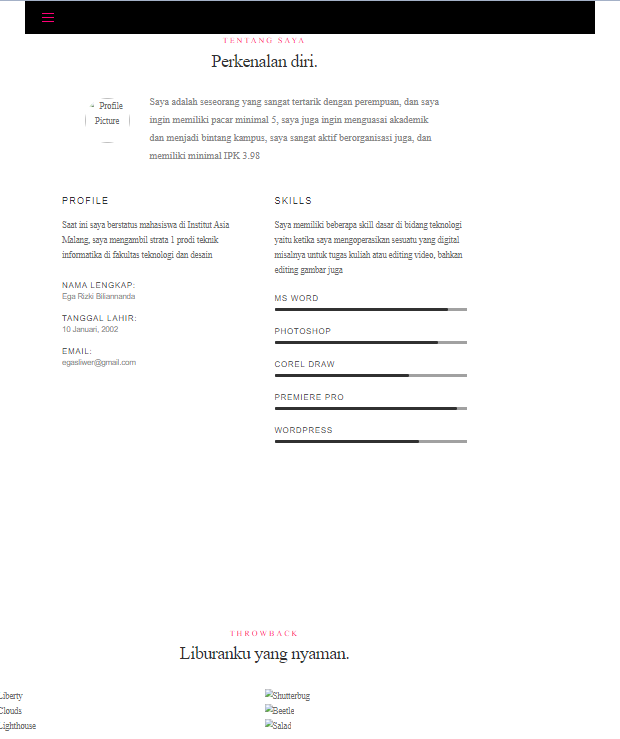 TENTANG SAYA
Perkenalan diri.
Profile
Picture
Saya adalah seseorang yang sangat tertarik dengan perempuan, dan saya
ingin memiliki pacar minimal 5, saya juga ingin menguasai akademik
dan menjadi bintang kampus, saya sangat aktif berorganisasi juga, dan
memiliki minimal IPK 3.98
PROFILE
Saat ini saya berstatus mahasiswa di Institut Asia
Malang, saya mengambil strata 1 prodi teknik
informatika di fakultas teknologi dan desain
NAMA LENGKAP:
Ega Rizki Biliannanda
TANGGAL LAHIR:
10 Januari, 2002
EMAIL:
egasliwer@gmail.com
SKILLS
Saya memiliki beberapa skill dasar di bidang teknologi
yaitu ketika saya mengoperasikan sesuatu yang digital
misalnya untuk tugas kuliah atau editing video, bahkan
editing gambar juga
MS WORD
PHOTOSHOP
COREL DRAW
PREMIERE PRO
WORDPRESS
THROWBACK
Liburanku yang nyaman.
Liberty
Clouds
Lighthouse
Shutterbug
Beetle
Salad